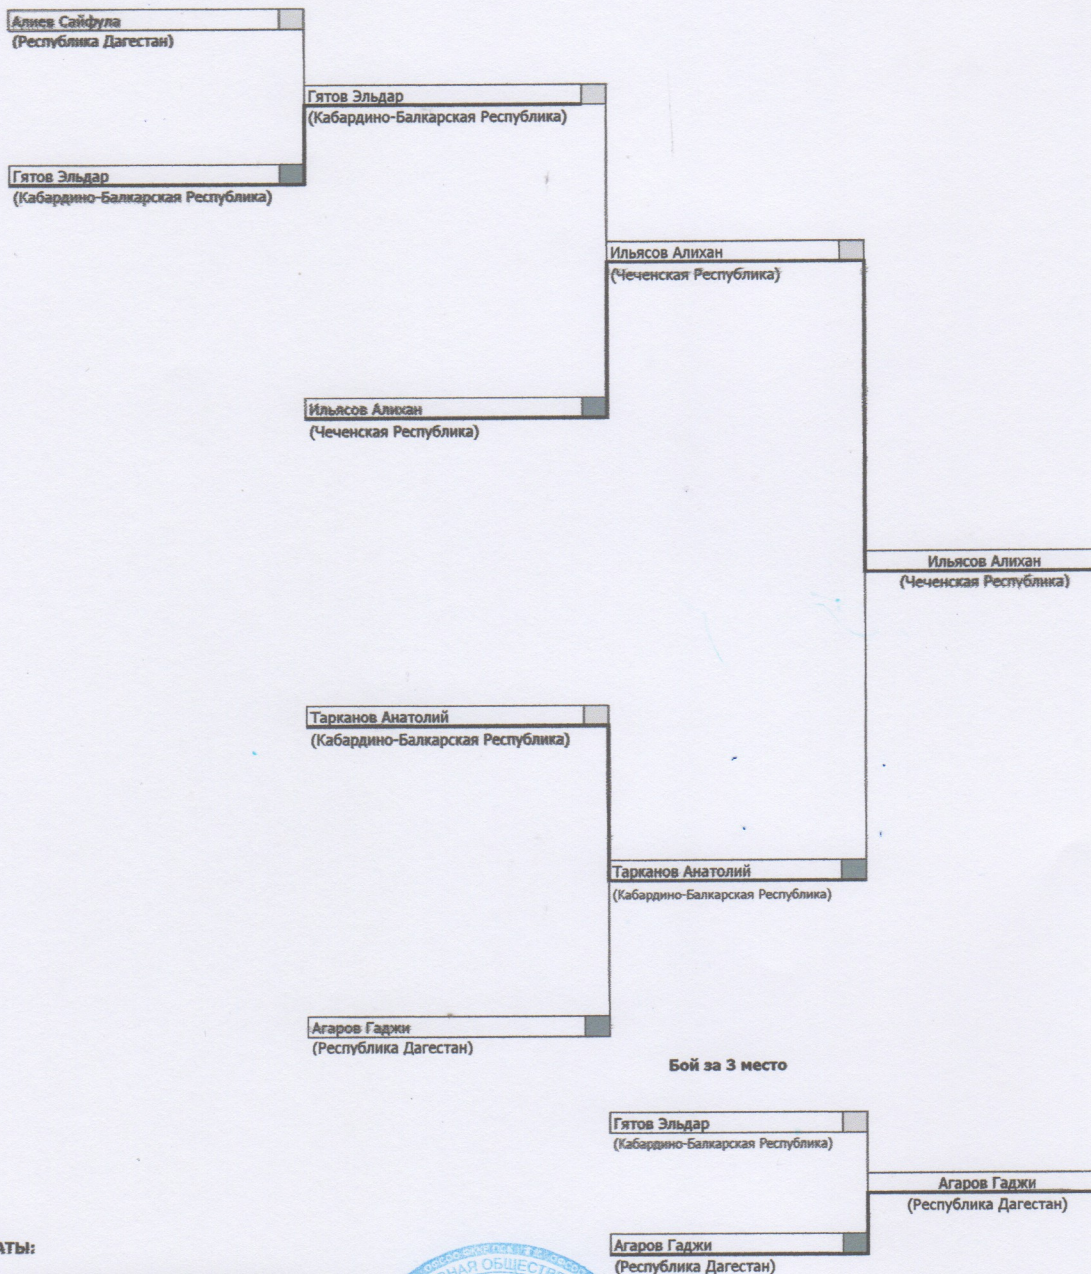 Алиев Сайфула
(Республика Дагестан)
Гятов Эльдар
(Кабардино-Балкарская Республика)
Гятов Эльдар
(Кабардино-Балкарская Республика)
Ильясов Алихан
(Чеченская Республика)
Ильясов Алихан
(Чеченская Республика)
Ильясов Алихан
(Чеченская Республика)
Тарканов Анатолий
(Кабардино-Балкарская Республика)
Тарканов Анатолий
(Кабардино-Балкарская Республика)
Агаров Гаджи
(Республика Дагестан)
Бой за 3 место
Гятов Эльдар
(Кабардино-Балкарская Республика)
Агаров Гаджи
(Республика Дагестан)
Агаров Гаджи
(Республика Дагестан)
АТЫ:
НАЯ ОБЩЕСТВ